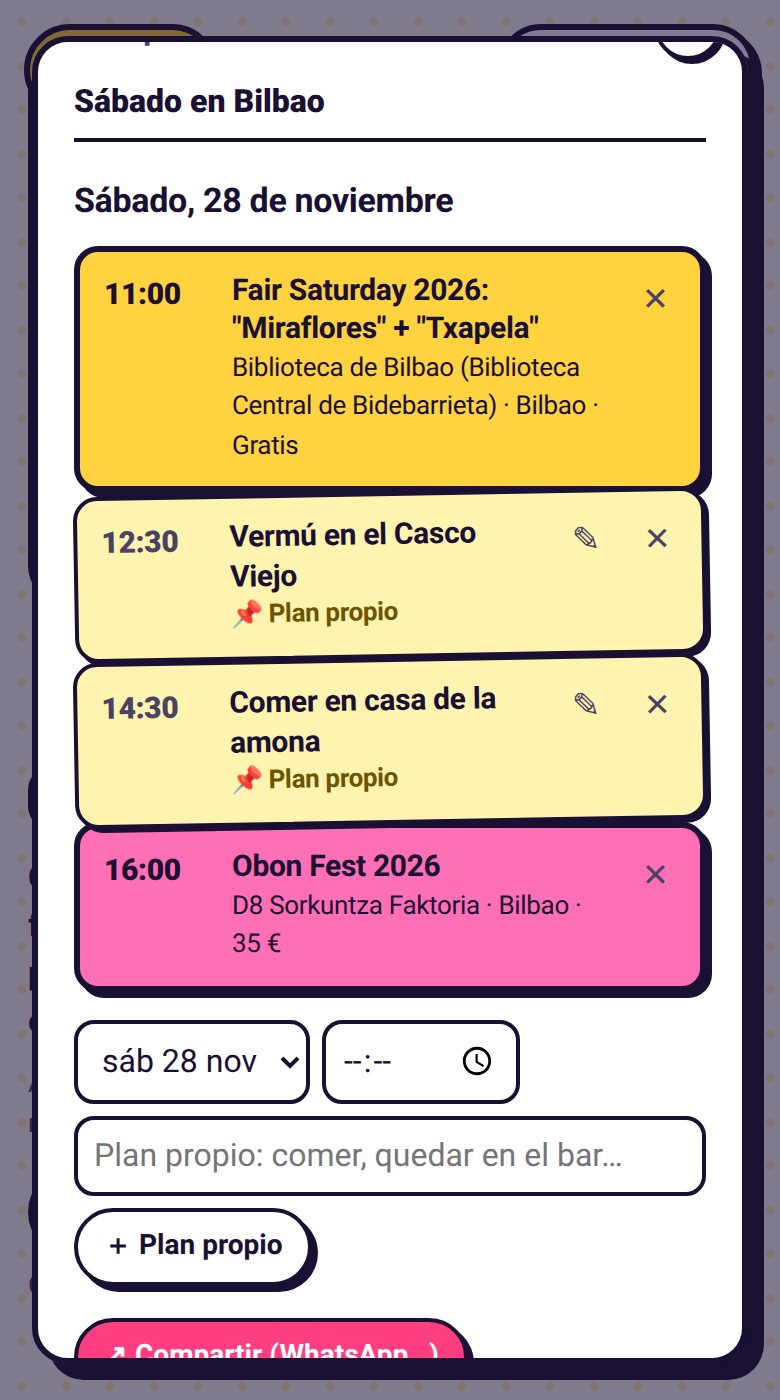 Sábado en Bilbao
Sábado, 28 de noviembre
11:00
Fair Saturday 2026:
"Miraflores" + "Txapela"
Biblioteca de Bilbao (Biblioteca
Central de Bidebarrieta) · Bilbao ·
Gratis
12:30
Vermú en el Casco
Viejo
📌 Plan propio
14:30
Comer en casa de la
amona
📌 Plan propio
16:00
Obon Fest 2026
D8 Sorkuntza Faktoria · Bilbao ·
35 €
sáb 28 nov
--:--
Plan propio: comer, quedar en el bar…
+ Plan propio
↗ Compartir (WhatsApp…)